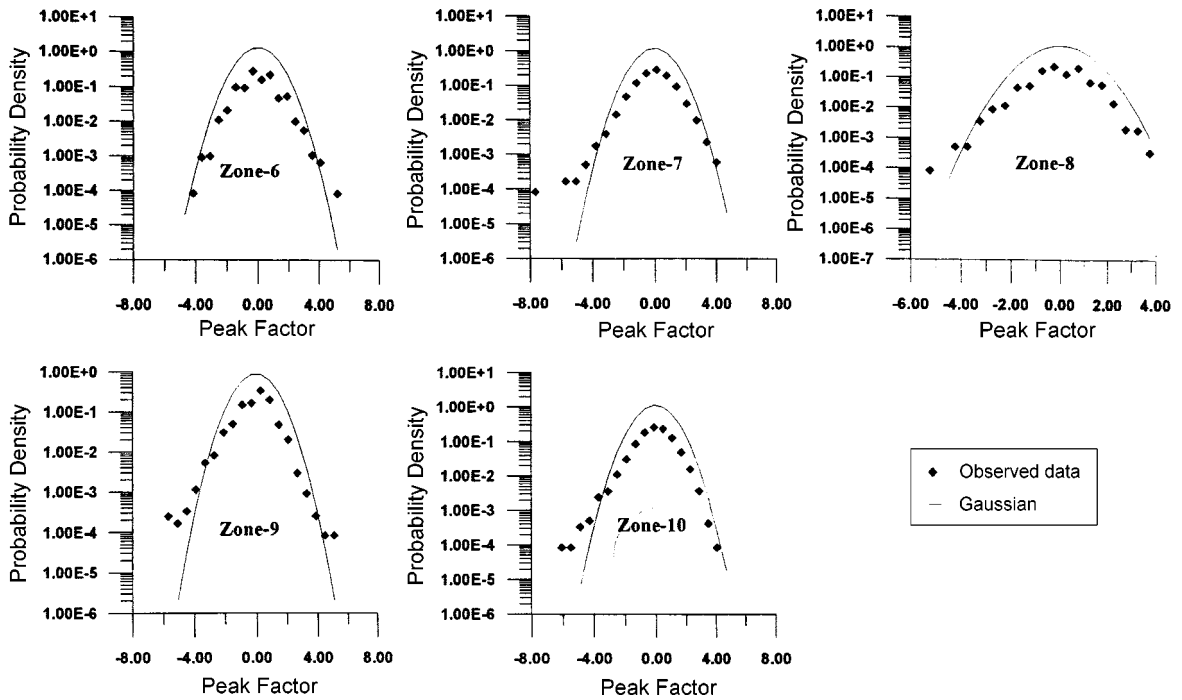 Probability Density
1.00E+1
1.00E+0
1.00E-1
1.00E-2
1.00E-3
1.00E-4
1.00E-5
1.00E-6
Zone-6
-8.00 -4.00 0.00 4.00 8.00
Peak Factor
Probability Density
1.00E+1
1.00E+0
1.00E-1
1.00E-2
1.00E-3
1.00E-4
1.00E-5
1.00E-6
Zone-7
-8.00 -4.00 0.00 4.00 8.00
Peak Factor
Probability Density
1.00E+1
1.00E+0
1.00E-1
1.00E-2
1.00E-3
1.00E-4
1.00E-5
1.00E-6
1.00E-7
Zone-8
-6.00 -4.00 -2.00 0.00 2.00 4.00
Peak Factor
Probability Density
1.00E+0
1.00E-1
1.00E-2
1.00E-3
1.00E-4
1.00E-5
1.00E-6
Zone-9
-8.00 -4.00 0.00 4.00 8.00
Peak Factor
Probability Density
1.00E+1
1.00E+0
1.00E-1
1.00E-2
1.00E-3
1.00E-4
1.00E-5
1.00E-6
Zone-10
-8.00 -4.00 0.00 4.00 8.00
Peak Factor
Observed data
Gaussian